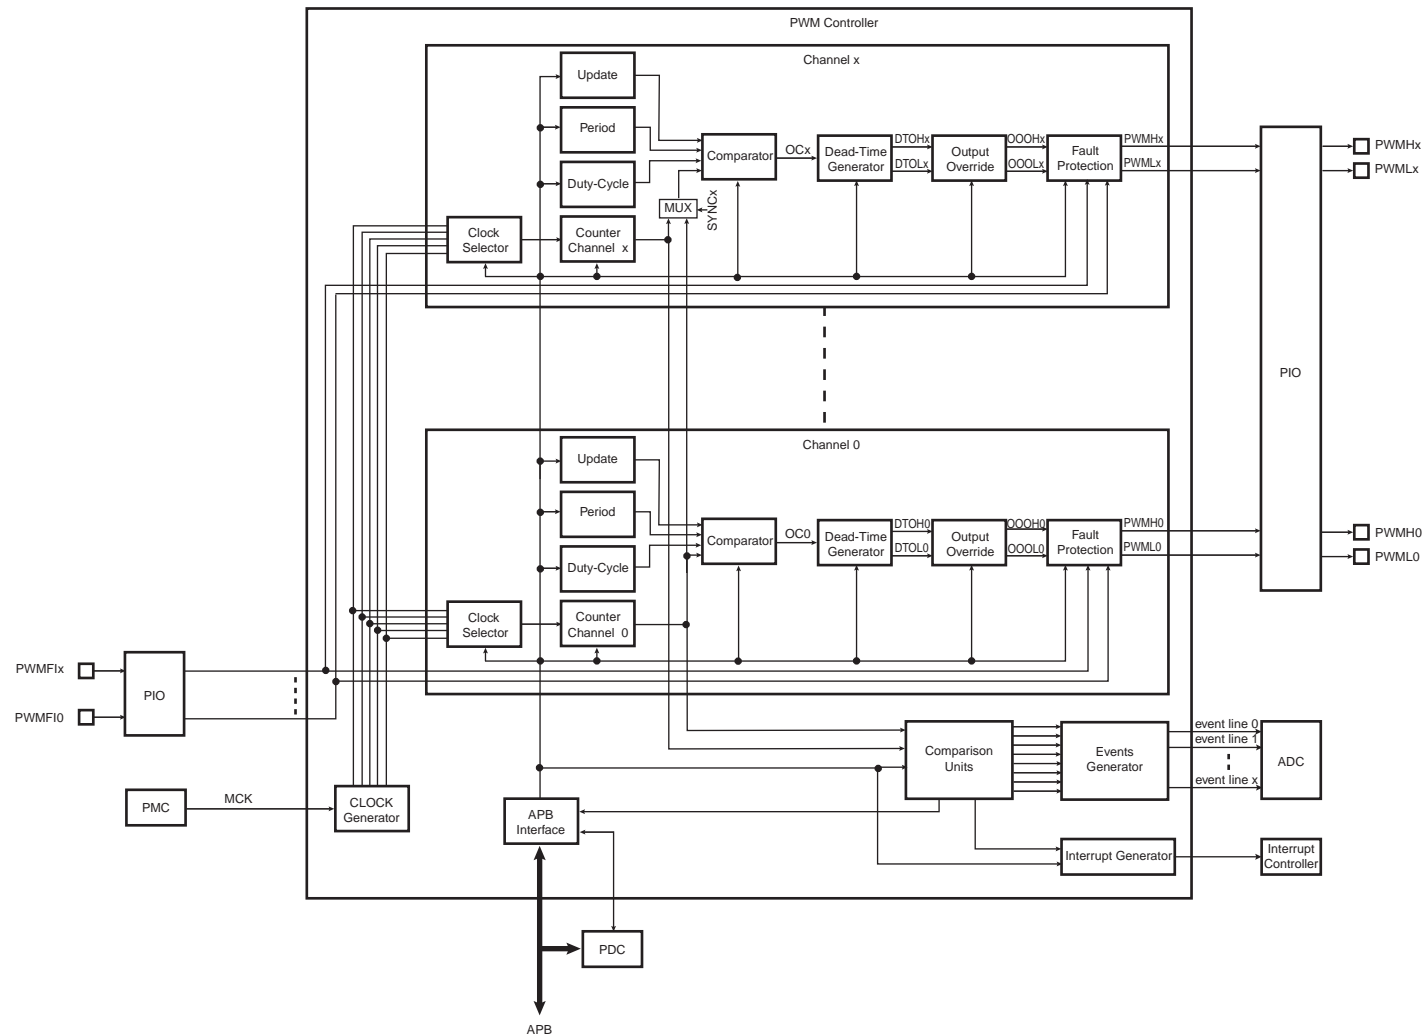 PWM Controller
Channel x
Update
Period
Duty-Cycle
MUX
SYNCx
Clock
Selector
Counter
Channel x
Comparator
OCx
Dead-Time
Generator
DTOHx
DTOLx
Output
Override
OOOHx
OOOLx
Fault
Protection
PWMHx
PWMLx
PIO
PWMHx
PWMLx
Channel 0
Update
Period
Duty-Cycle
Clock
Selector
Counter
Channel 0
Comparator
OC0
Dead-Time
Generator
DTOH0
DTOL0
Output
Override
OOOH0
OOOL0
Fault
Protection
PWMH0
PWML0
PWMH0
PWML0
PWMFIx
PWMFI0
PIO
PMC
MCK
CLOCK
Generator
APB
Interface
Comparison
Units
Events
Generator
event line 0
event line 1
event line x
ADC
Interrupt Generator
Interrupt
Controller
PDC
APB